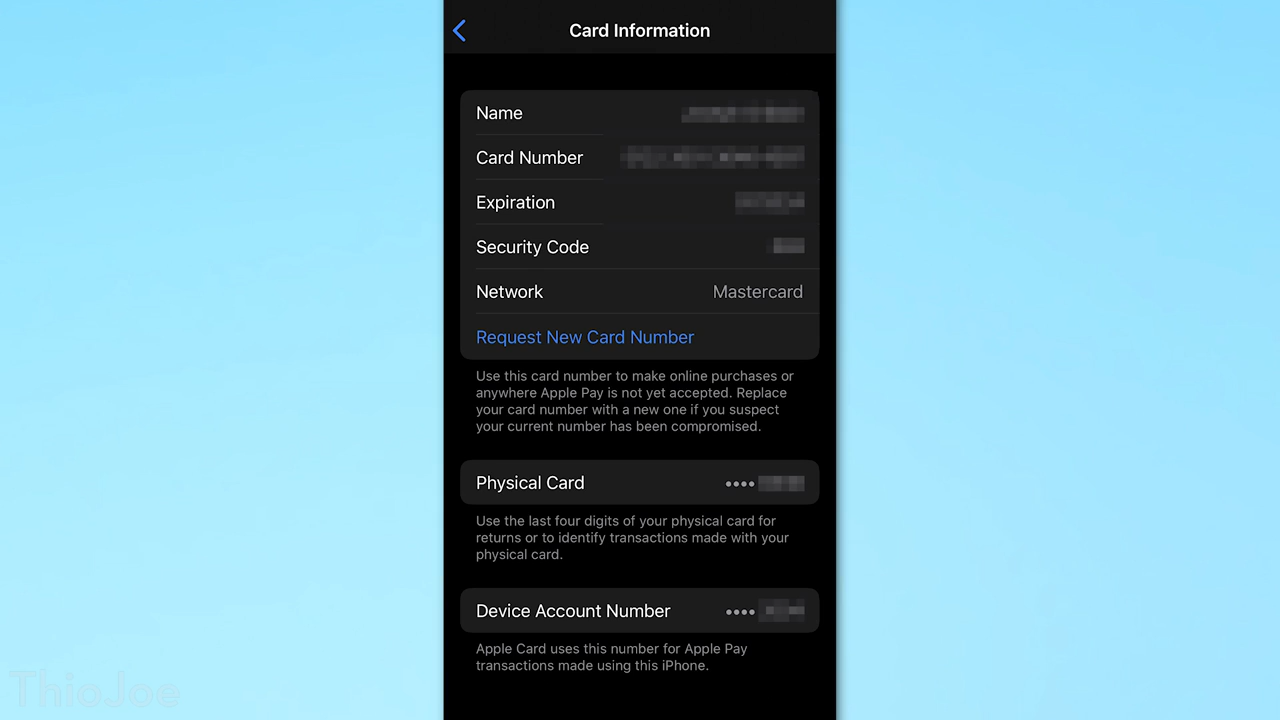 Card Information
Name
Card Number
Expiration
Security Code
Network Mastercard
Request New Card Number
Use this card number to make online purchases or
anywhere Apple Pay is not yet accepted. Replace
your card number with a new one if you suspect
your current number has been compromised.
Physical Card ••••
Use the last four digits of your physical card for
returns or to identify transactions made with your
physical card.
Device Account Number ••••
Apple Card uses this number for Apple Pay
transactions made using this iPhone.
ThioJoe